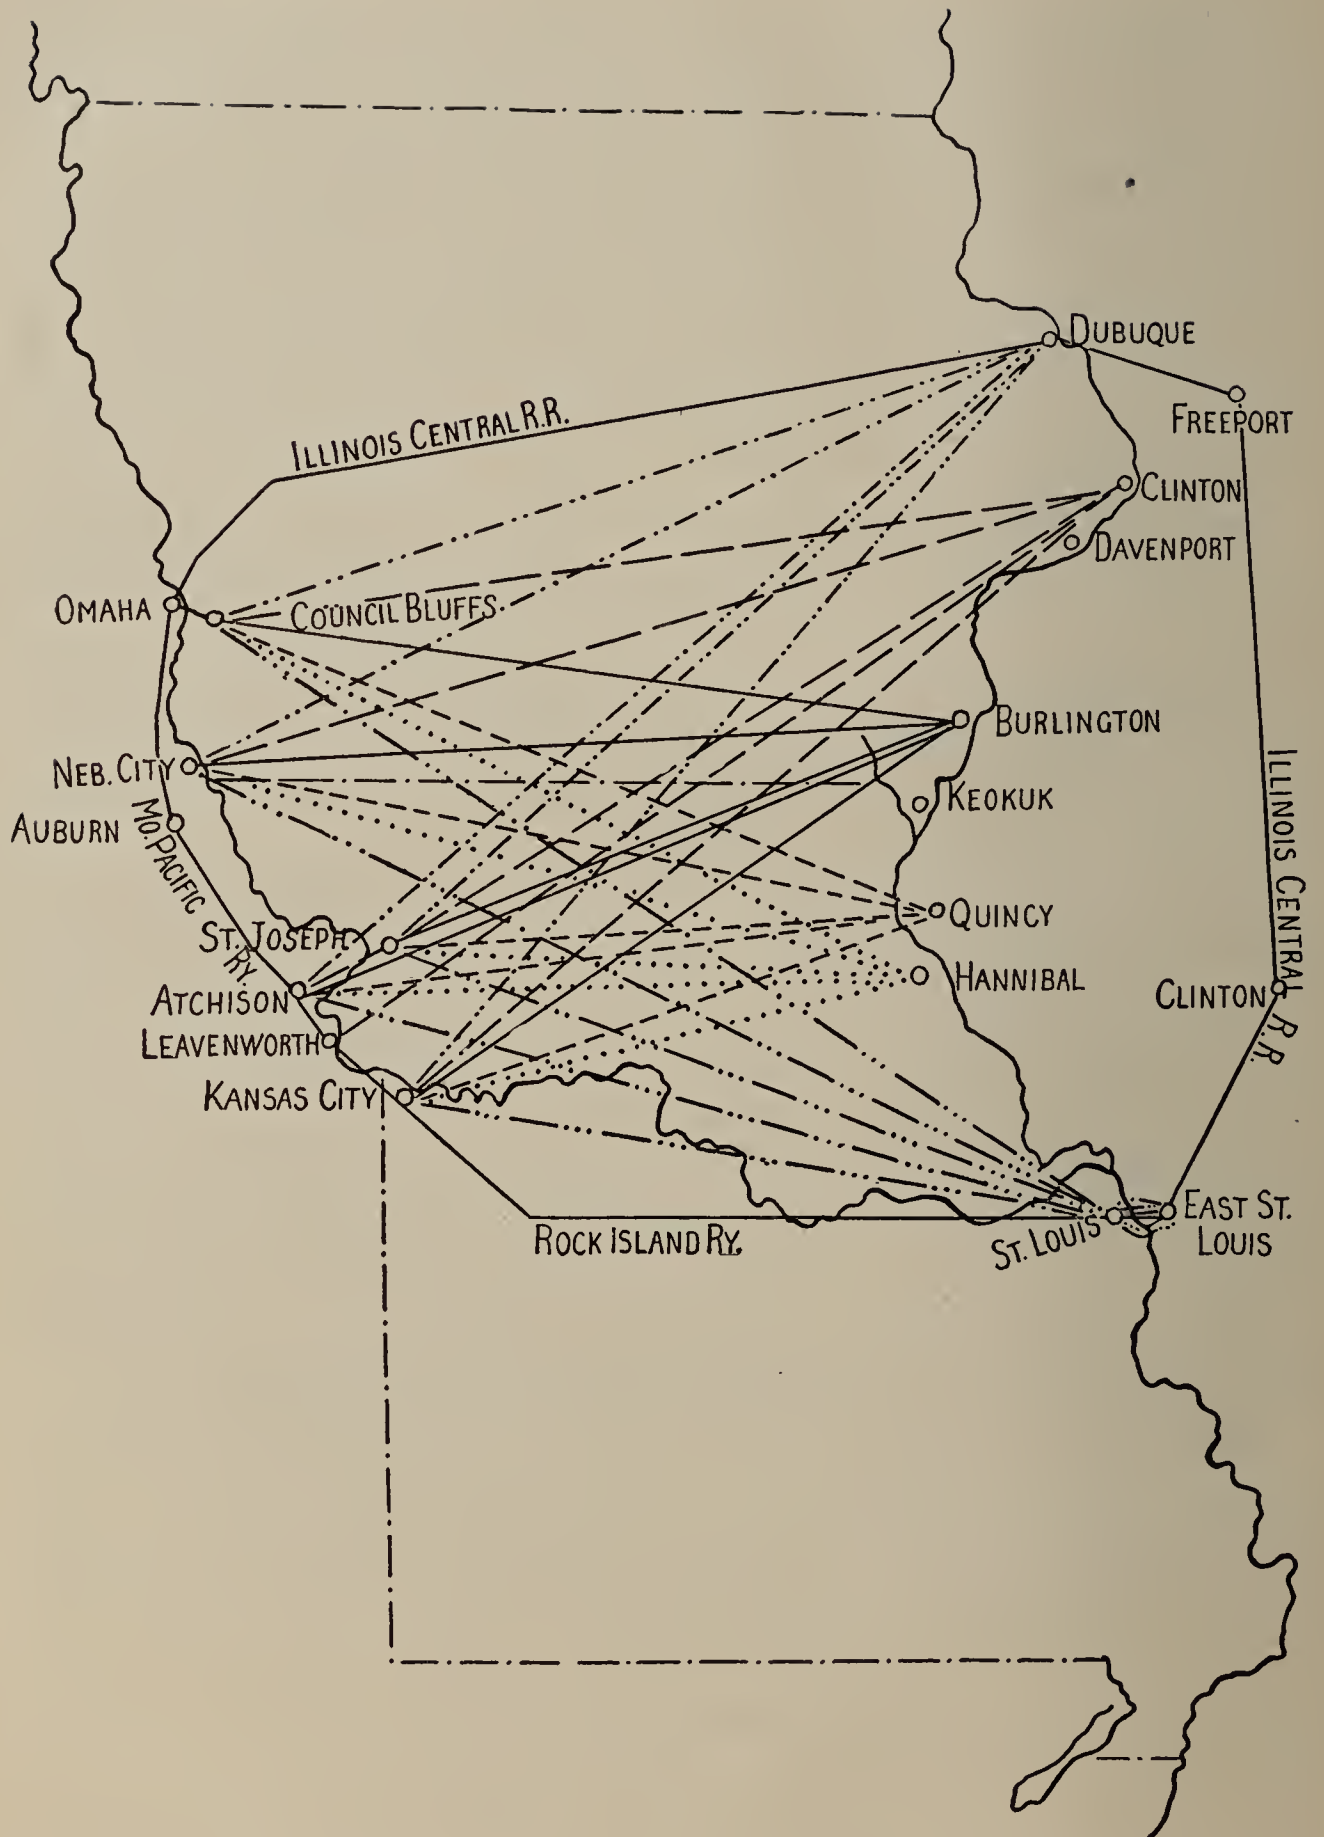 DUBUQUE
FREEPORT
ILLINOIS CENTRAL R.R.
CLINTON
DAVENPORT
OMAHA
COUNCIL BLUFFS
BURLINGTON
NEB. CITY
KEOKUK
AUBURN
MO. PACIFIC RY.
ILLINOIS CENTRAL R.R.
QUINCY
ST. JOSEPH
HANNIBAL
CLINTON
ATCHISON
LEAVENWORTH
KANSAS CITY
EAST ST.
LOUIS
ST. LOUIS
ROCK ISLAND RY.